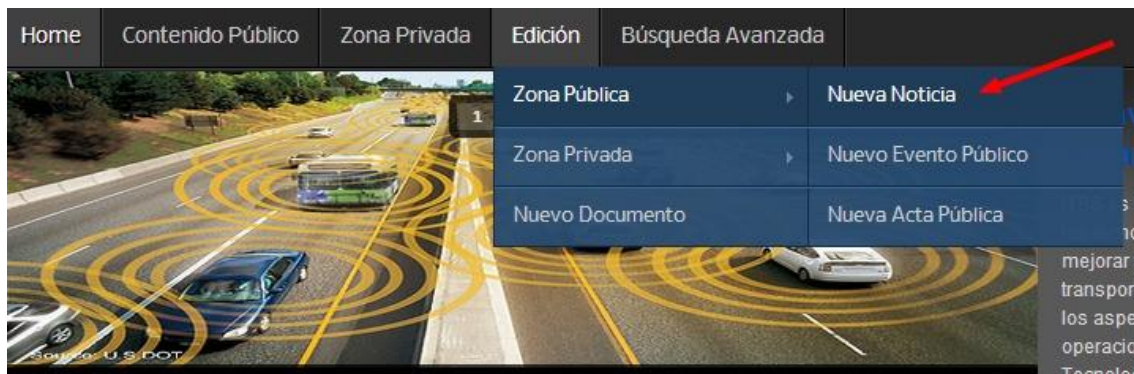 Home Contenido Público Zona Privada Edición Búsqueda Avanzada
1
Zona Pública Nueva Noticia
Zona Privada Nuevo Evento Público
Nuevo Documento Nueva Acta Pública
mejorar
transpor
los aspe
operacio
Source: U.S DOT